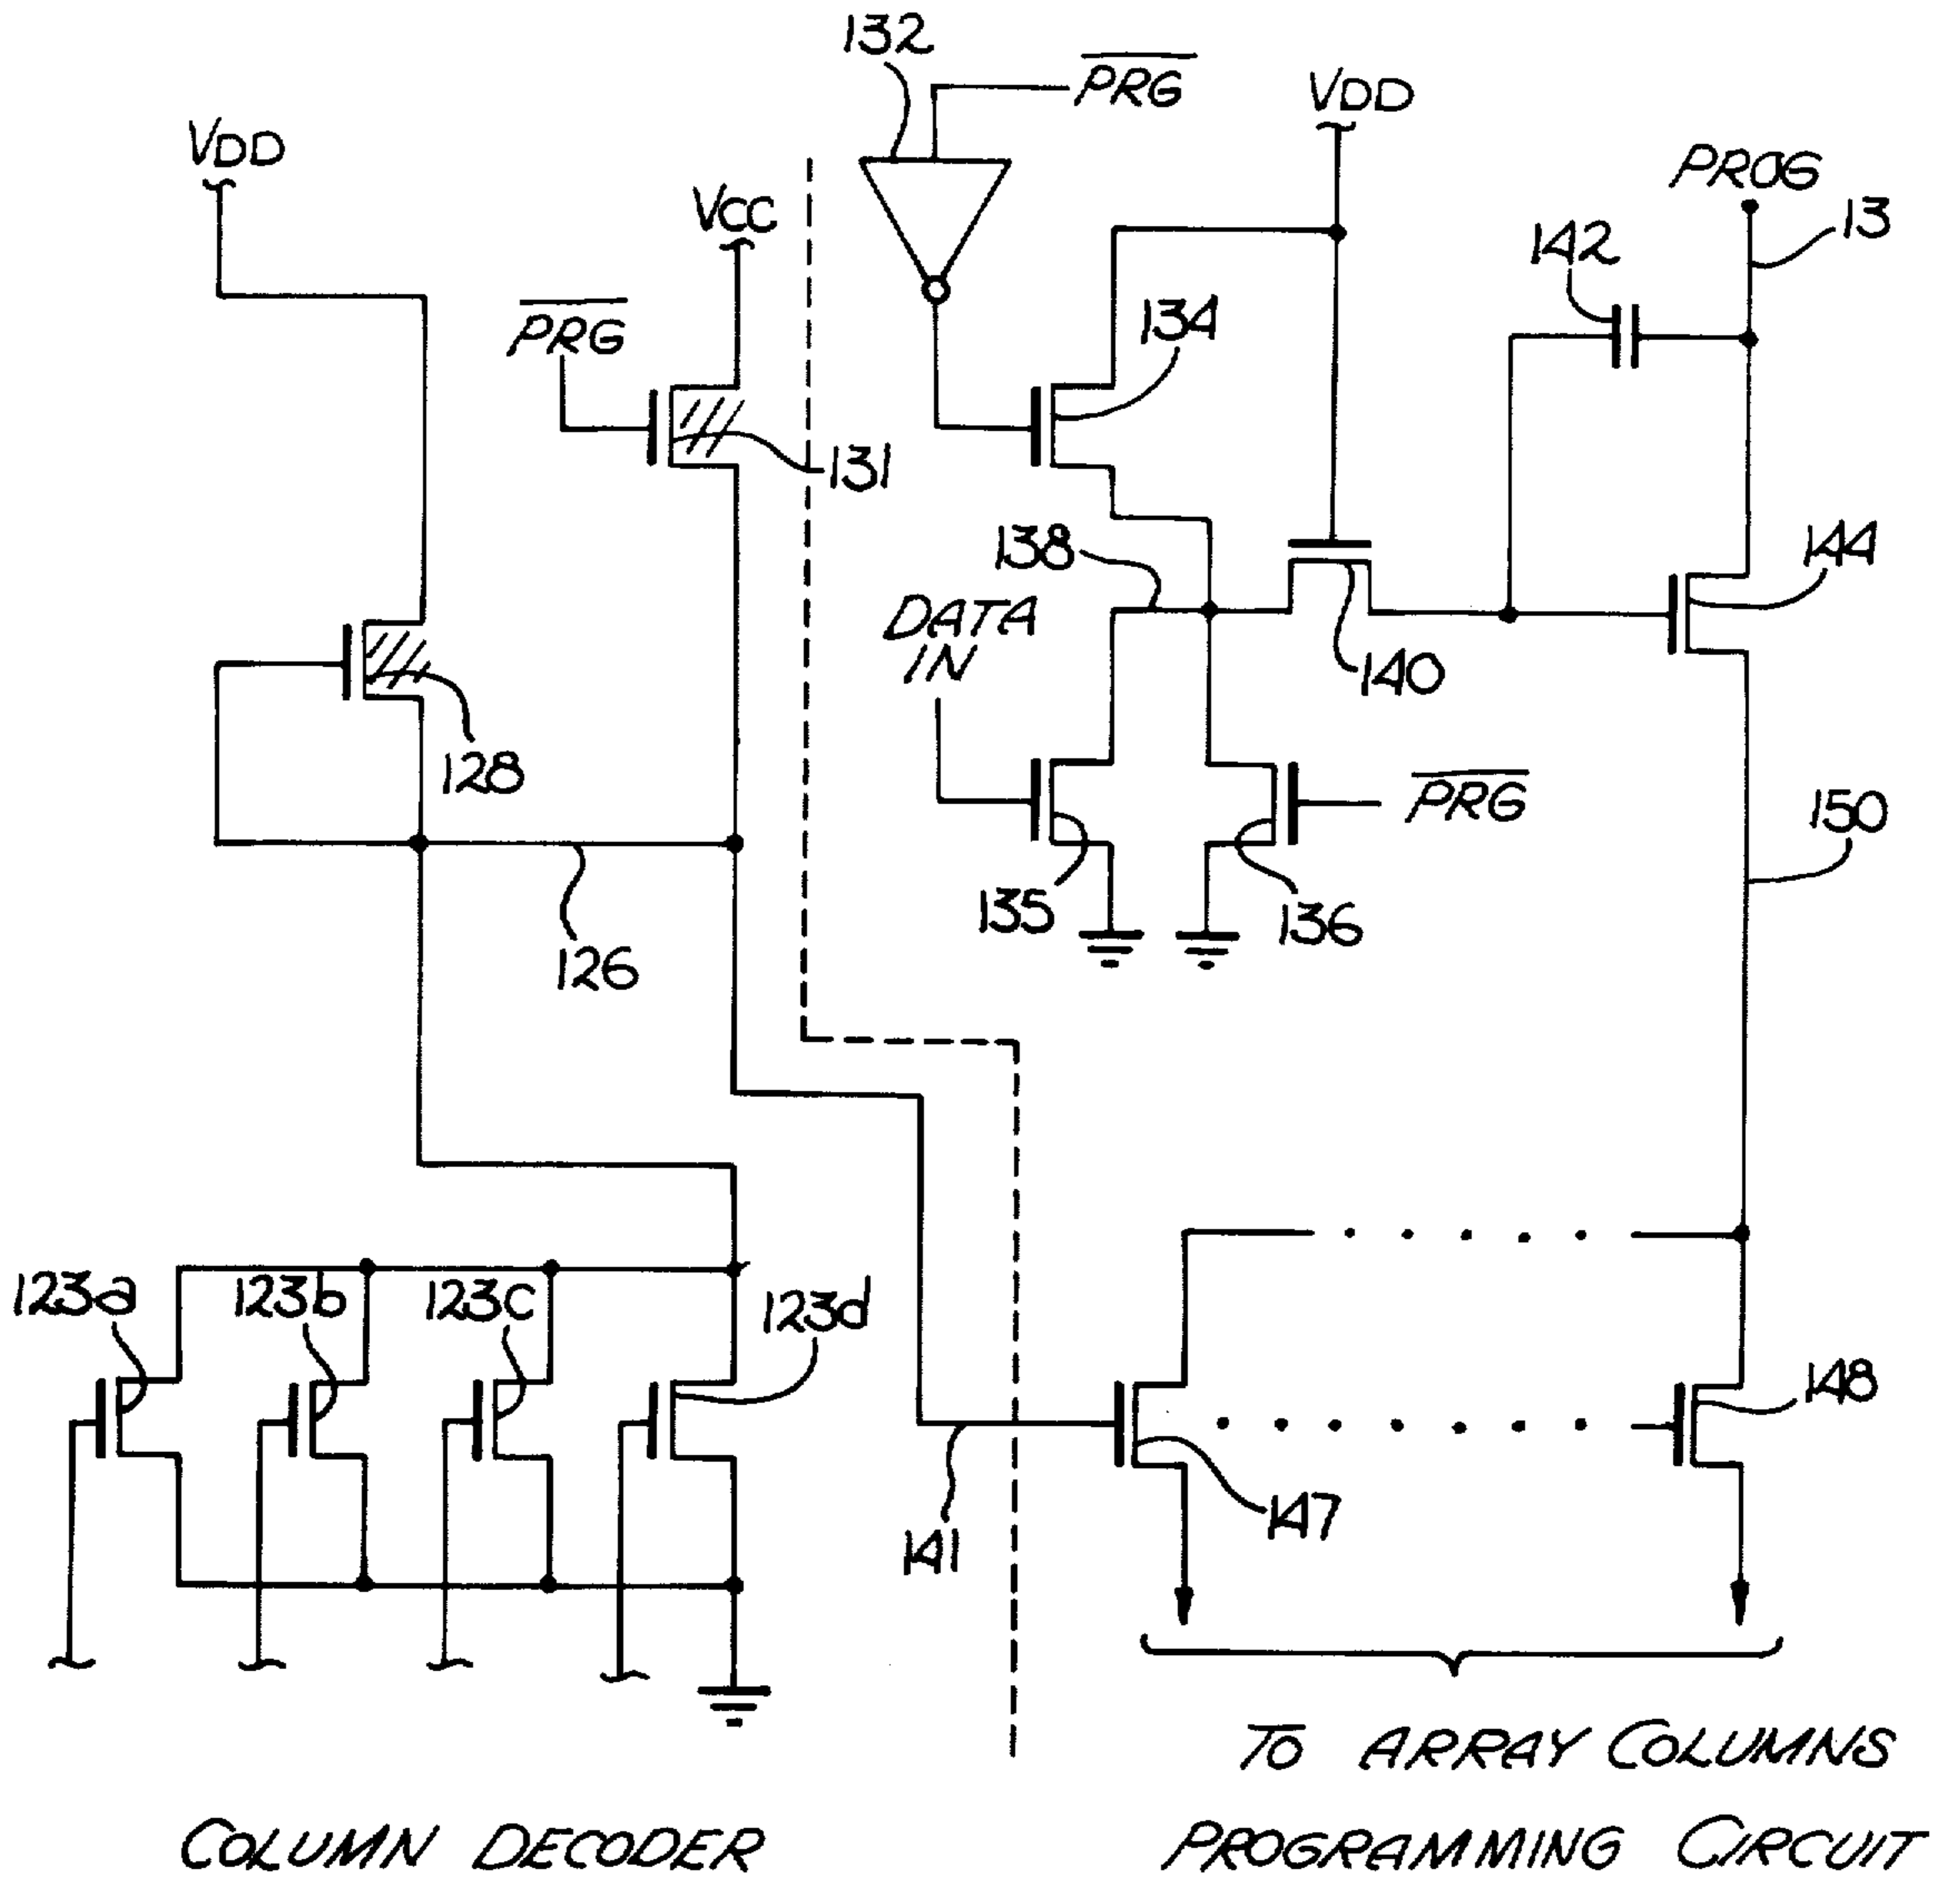 132
PRG
VDD
VDD
PROG
VCC
13
142
PRG
134
131
138
144
DATA
IN
140
128
150
PRG
135
136
126
123a
123b
123c
123d
148
147
141
TO ARRAY COLUMNS
COLUMN DECODER
PROGRAMMING CIRCUIT